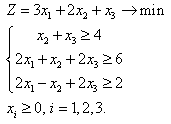 Z = 3x₁ + 2x₂ + x₃ → min
x₂ + x₃ ≥ 4
2x₁ + x₂ + 2x₃ ≥ 6
2x₁ − x₂ + 2x₃ ≥ 2
xᵢ ≥ 0, i = 1,2,3.